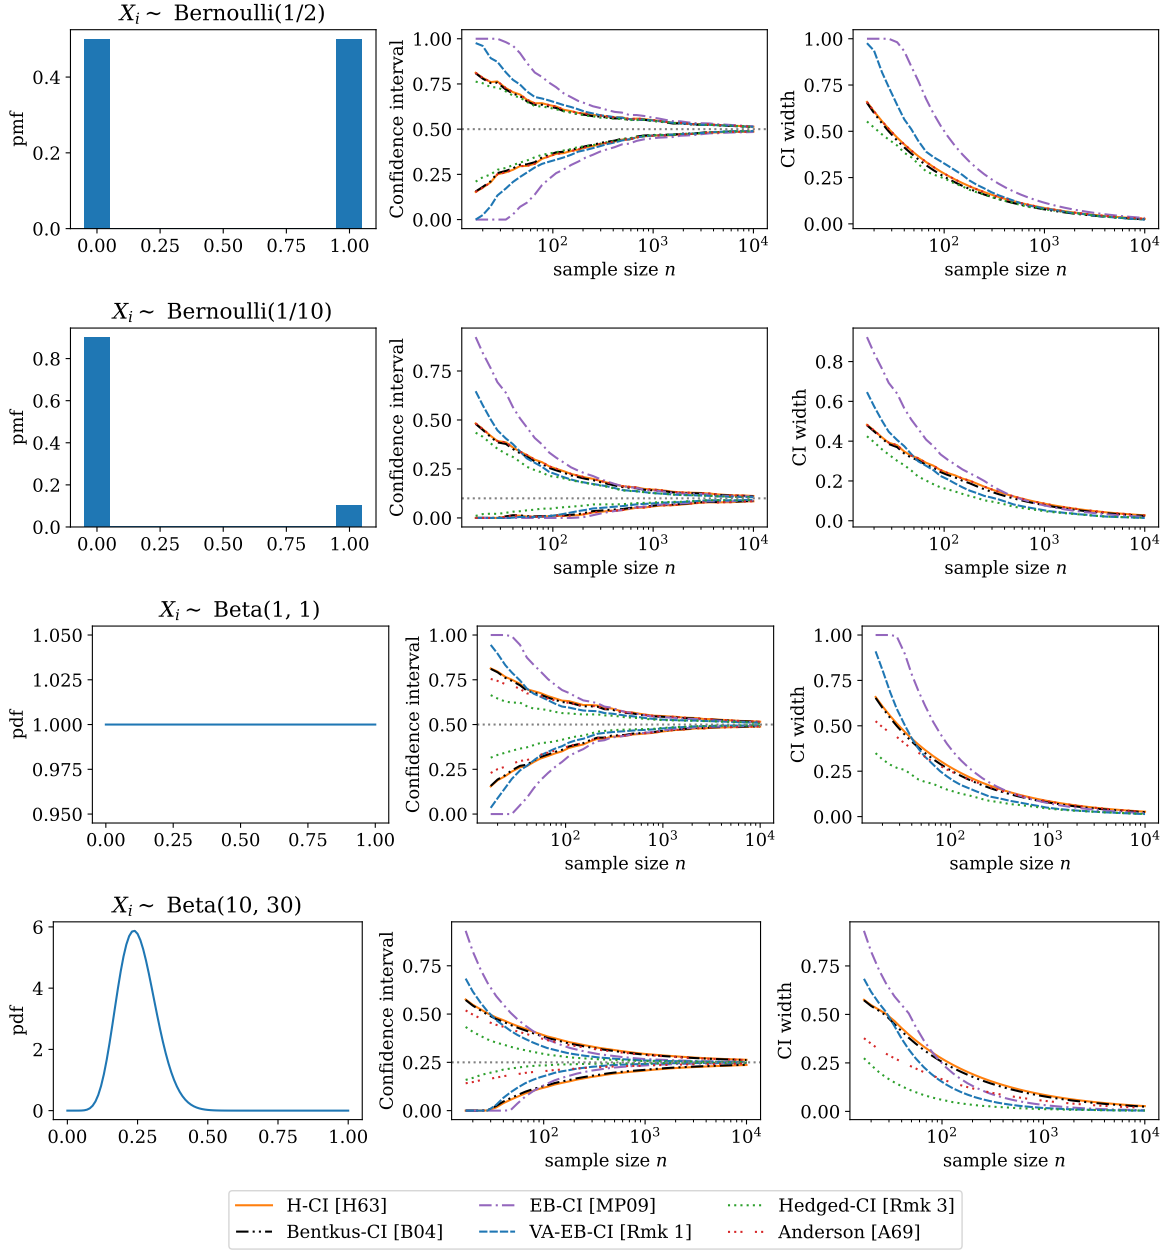 X_i ∼ Bernoulli(1/2)
pmf
0.4
0.2
0.0
0.00 0.25 0.50 0.75 1.00
Confidence interval
1.00
0.75
0.50
0.25
0.00
10² 10³ 10⁴
sample size n
CI width
1.00
0.75
0.50
0.25
0.00
10² 10³ 10⁴
sample size n
X_i ∼ Bernoulli(1/10)
pmf
0.8
0.6
0.4
0.2
0.0
0.00 0.25 0.50 0.75 1.00
Confidence interval
0.75
0.50
0.25
0.00
10² 10³ 10⁴
sample size n
CI width
0.8
0.6
0.4
0.2
0.0
10² 10³ 10⁴
sample size n
X_i ∼ Beta(1, 1)
pdf
1.050
1.025
1.000
0.975
0.950
0.00 0.25 0.50 0.75 1.00
Confidence interval
1.00
0.75
0.50
0.25
0.00
10² 10³ 10⁴
sample size n
CI width
1.00
0.75
0.50
0.25
0.00
10² 10³ 10⁴
sample size n
X_i ∼ Beta(10, 30)
pdf
6
4
2
0
0.00 0.25 0.50 0.75 1.00
Confidence interval
0.75
0.50
0.25
0.00
10² 10³ 10⁴
sample size n
CI width
0.75
0.50
0.25
0.00
10² 10³ 10⁴
sample size n
H-CI [H63] EB-CI [MP09] Hedged-CI [Rmk 3]
Bentkus-CI [B04] VA-EB-CI [Rmk 1] Anderson [A69]